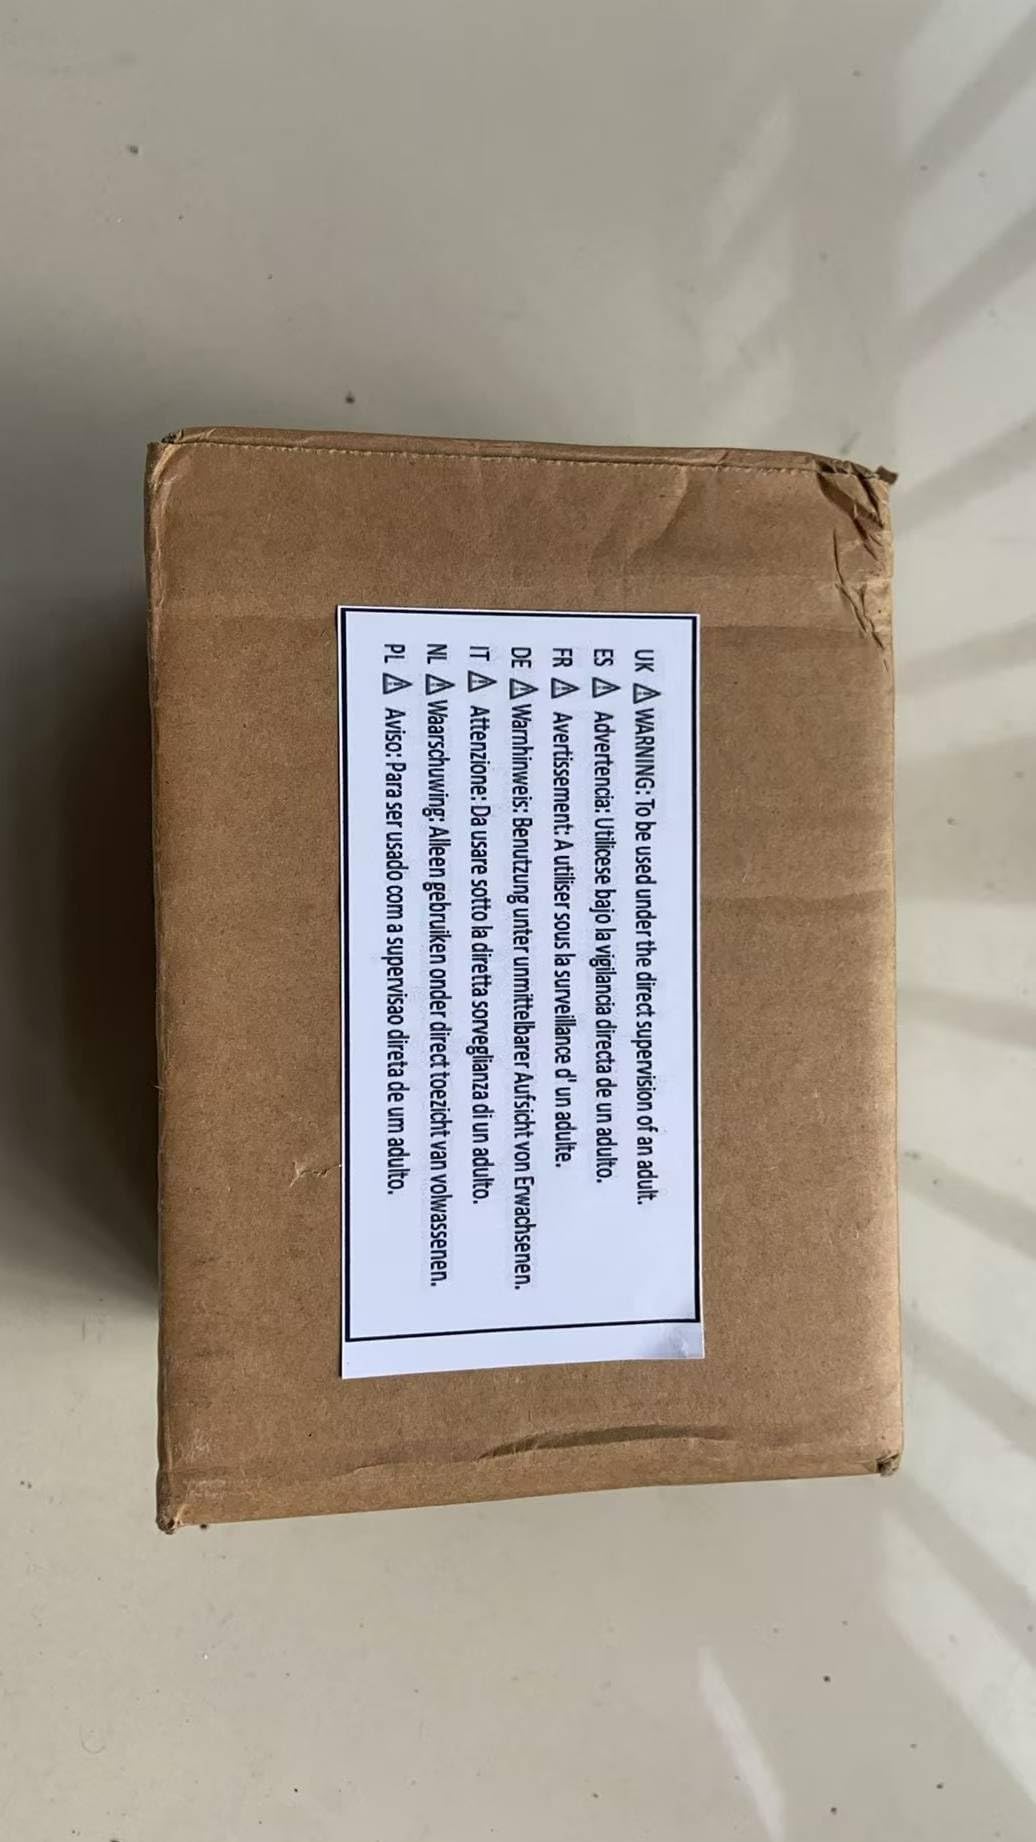 UK ⚠ WARNING: To be used under the direct supervision of an adult.
ES ⚠ Advertencia: Utilicese bajo la vigilancia directa de un adulto.
FR ⚠ Avertissement: A utiliser sous la surveillance d' un adulte.
DE ⚠ Warnhinweis: Benutzung unter unmittelbarer Aufsicht von Erwachsenen.
IT ⚠ Attenzione: Da usare sotto la diretta sorveglianza di un adulto.
NL ⚠ Waarschuwing: Alleen gebruiken onder direct toezicht van volwassenen.
PL ⚠ Aviso: Para ser usado com a supervisao direta de um adulto.